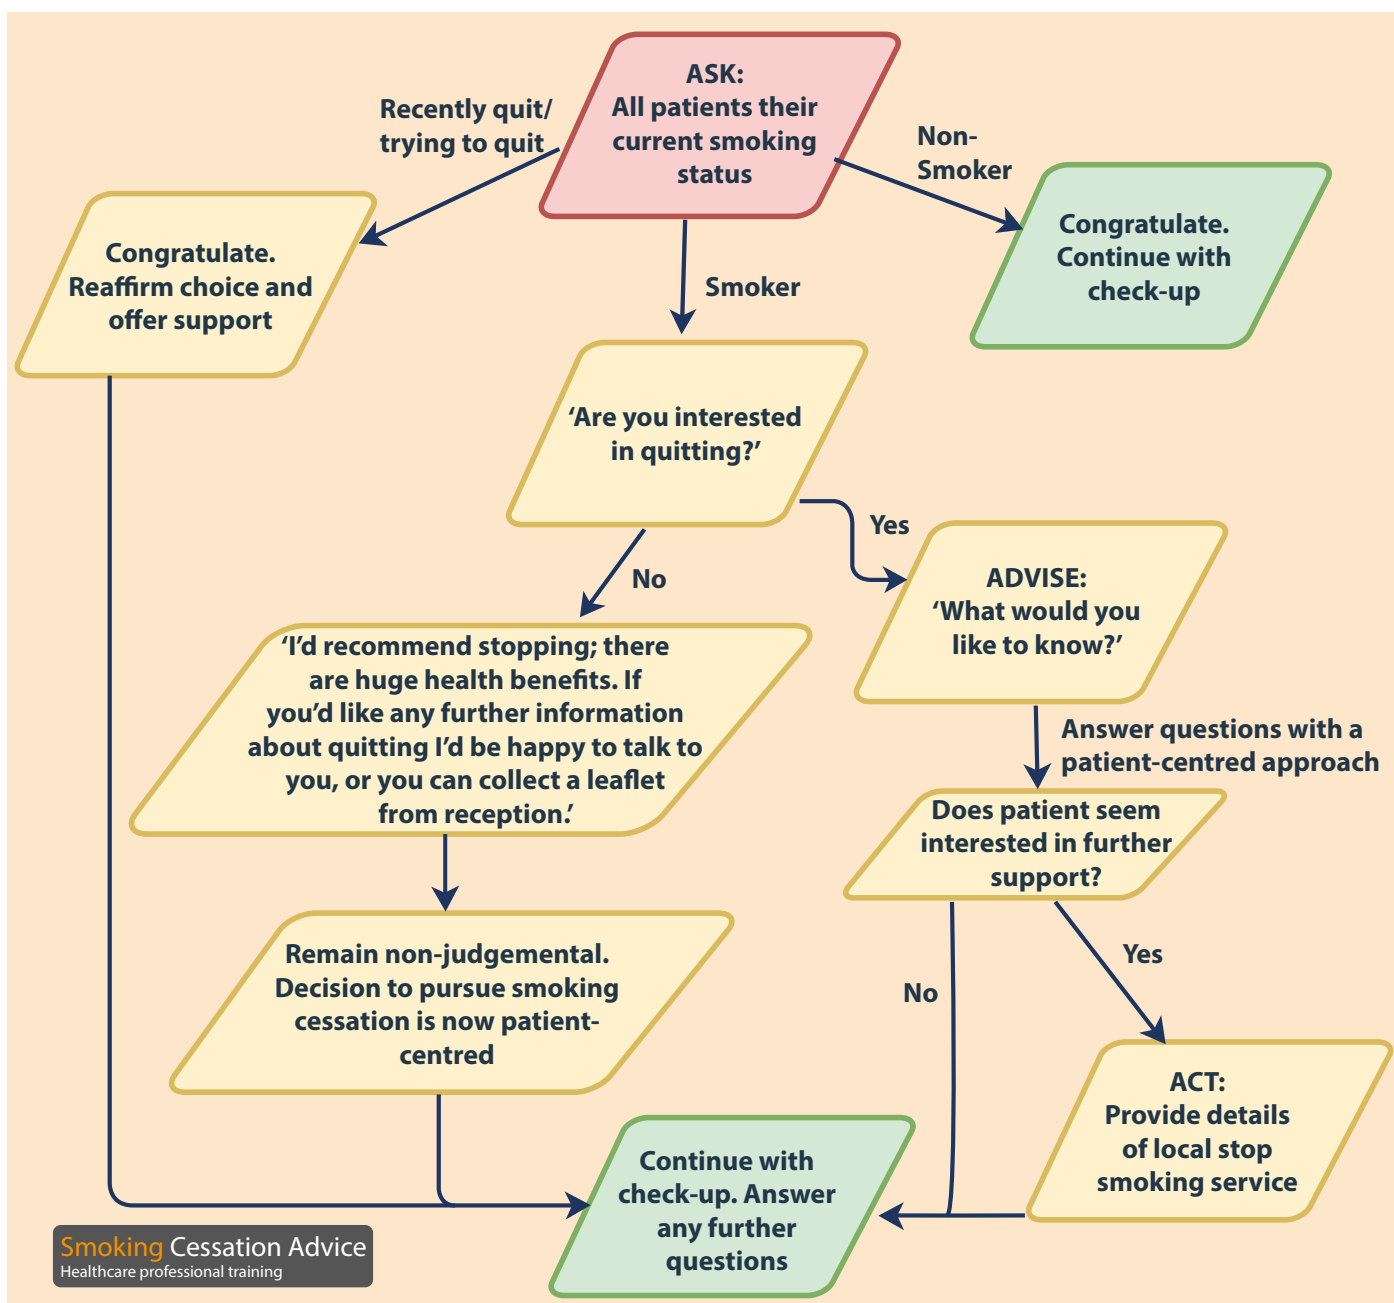 ASK:
All patients their
current smoking
status
Recently quit/
trying to quit
Non-
Smoker
Congratulate.
Reaffirm choice and
offer support
Congratulate.
Continue with
check-up
Smoker
‘Are you interested
in quitting?’
Yes
No
ADVISE:
‘What would you
like to know?’
‘I’d recommend stopping; there
are huge health benefits. If
you’d like any further information
about quitting I’d be happy to talk to
you, or you can collect a leaflet
from reception.’
Answer questions with a
patient-centred approach
Does patient seem
interested in further
support?
Remain non-judgemental.
Decision to pursue smoking
cessation is now patient-
centred
Yes
No
ACT:
Provide details
of local stop
smoking service
Continue with
check-up. Answer
any further
questions
Smoking Cessation Advice
Healthcare professional training